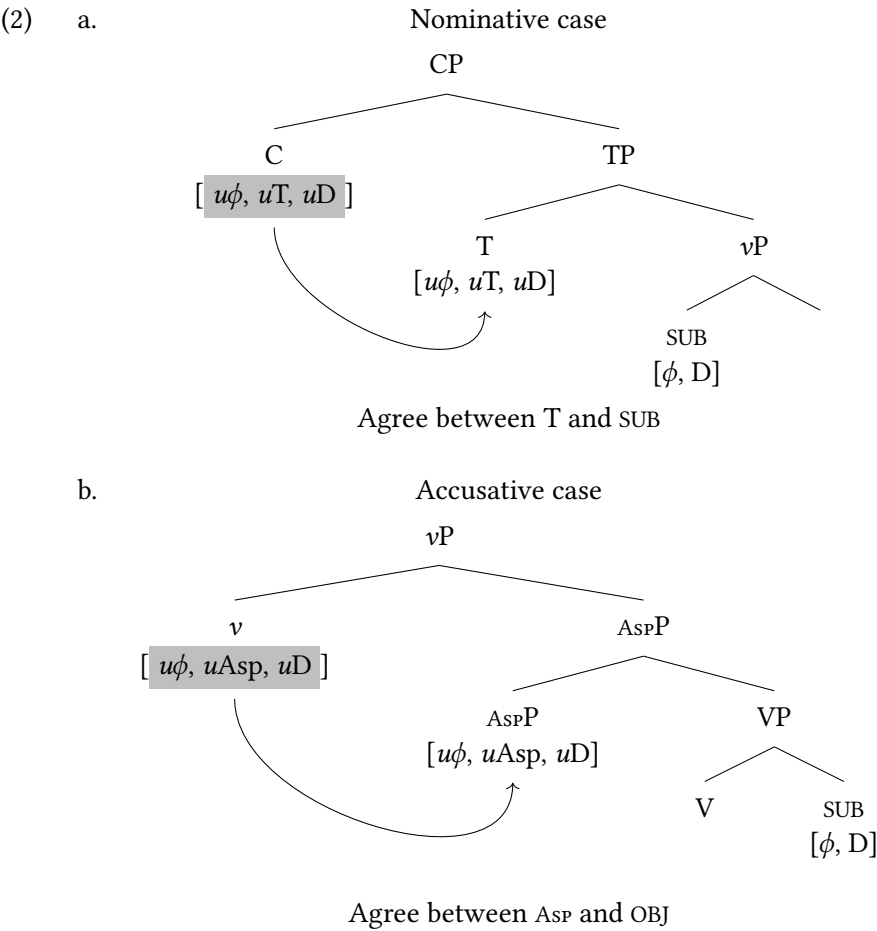 (2) a. Nominative case
CP
C TP
[ uϕ, uT, uD ]
T vP
[uϕ, uT, uD]
SUB
[ϕ, D]
Agree between T and SUB
b. Accusative case
vP
v AspP
[ uϕ, uAsp, uD ]
AspP VP
[uϕ, uAsp, uD]
V SUB
[ϕ, D]
Agree between Asp and OBJ